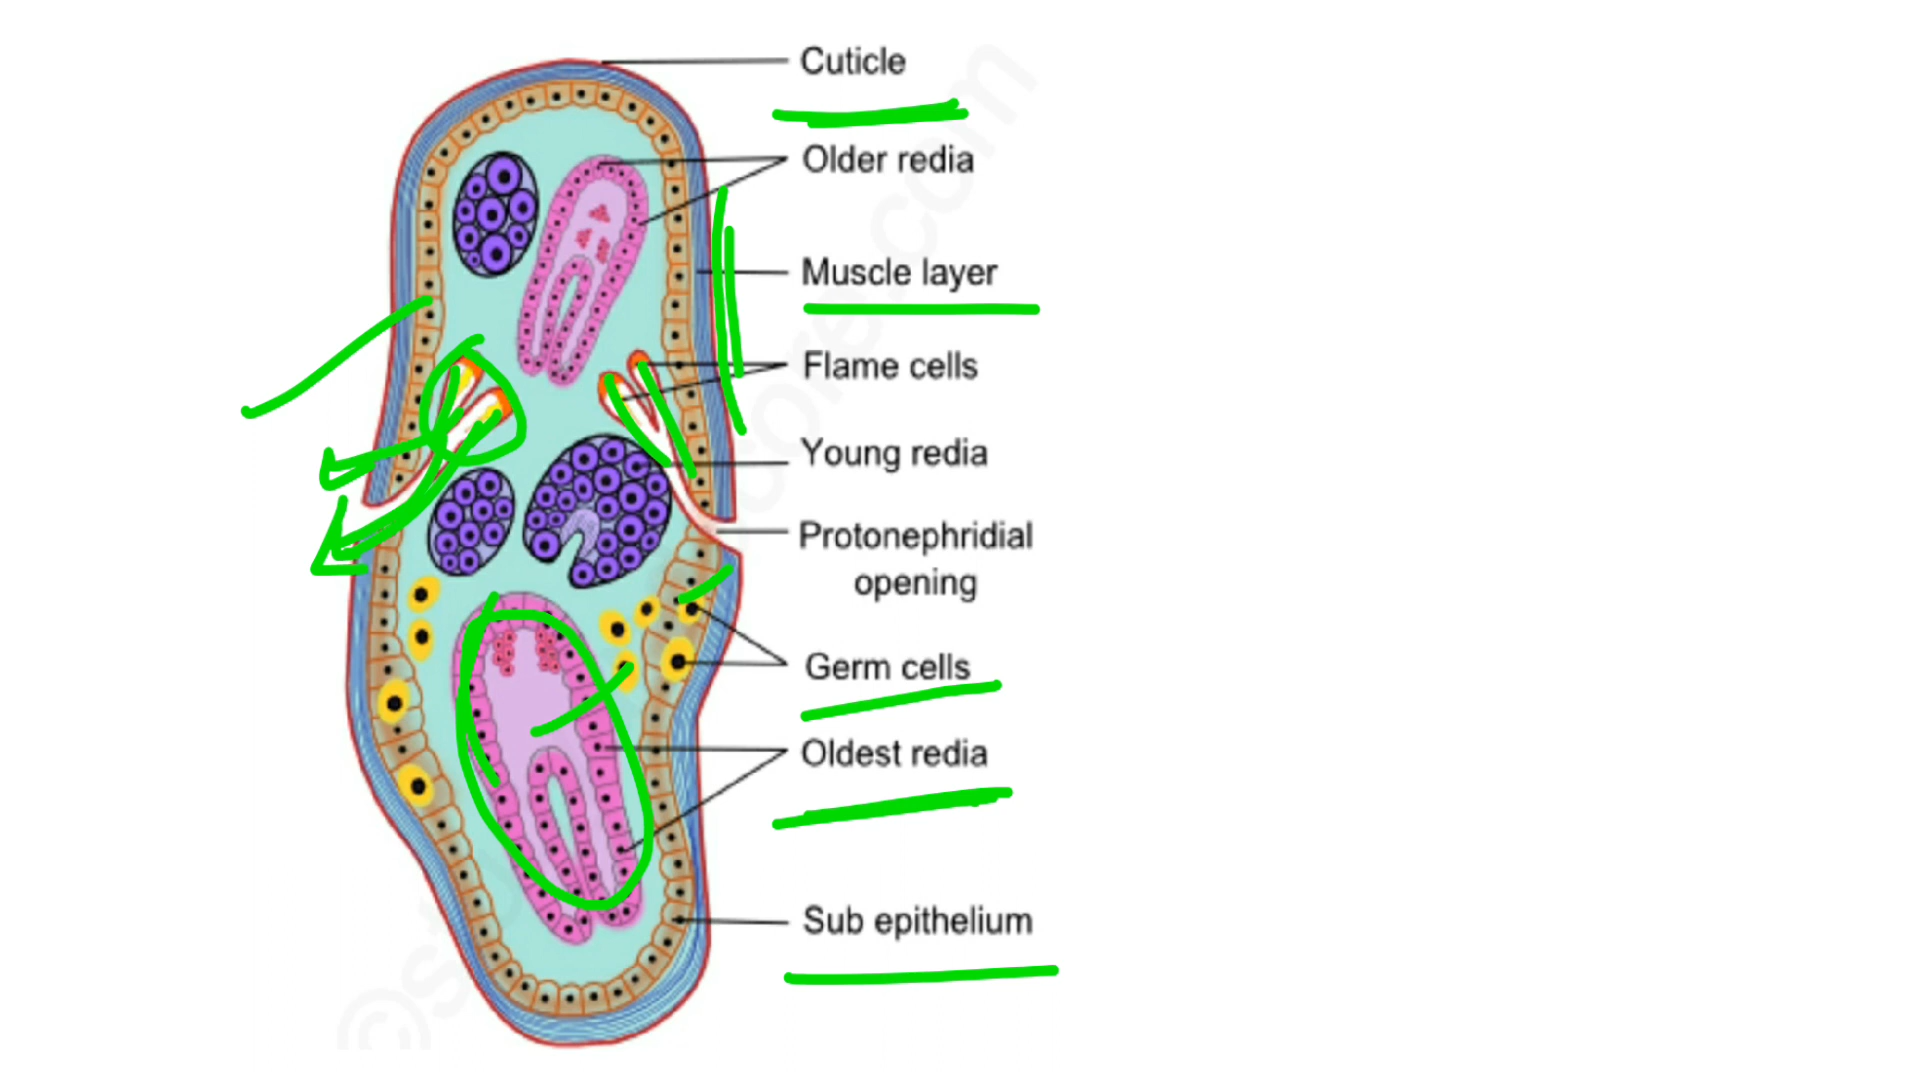 Cuticle
Older redia
Muscle layer
Flame cells
Young redia
Protonephridial
opening
Germ cells
Oldest redia
Sub epithelium